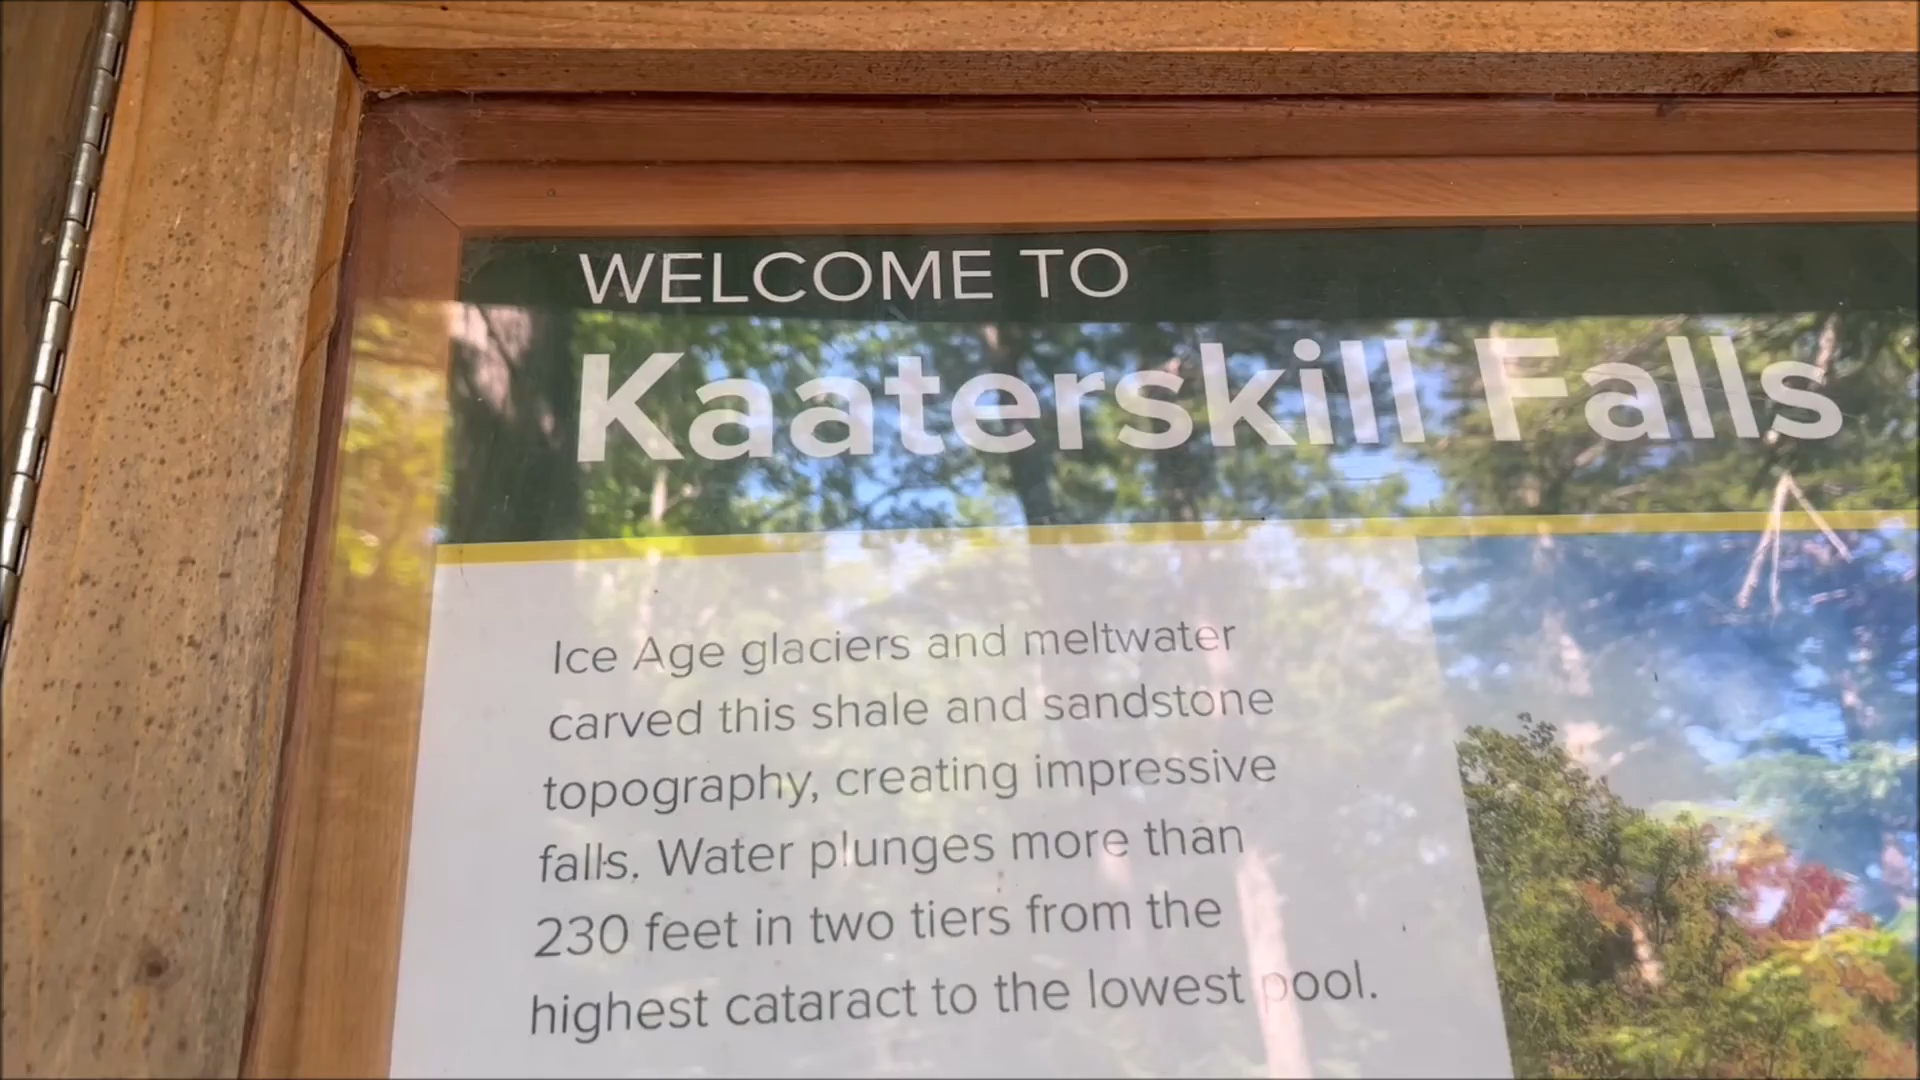 WELCOME TO
Kaaterskill Falls
Ice Age glaciers and meltwater
carved this shale and sandstone
topography, creating impressive
falls. Water plunges more than
230 feet in two tiers from the
highest cataract to the lowest pool.